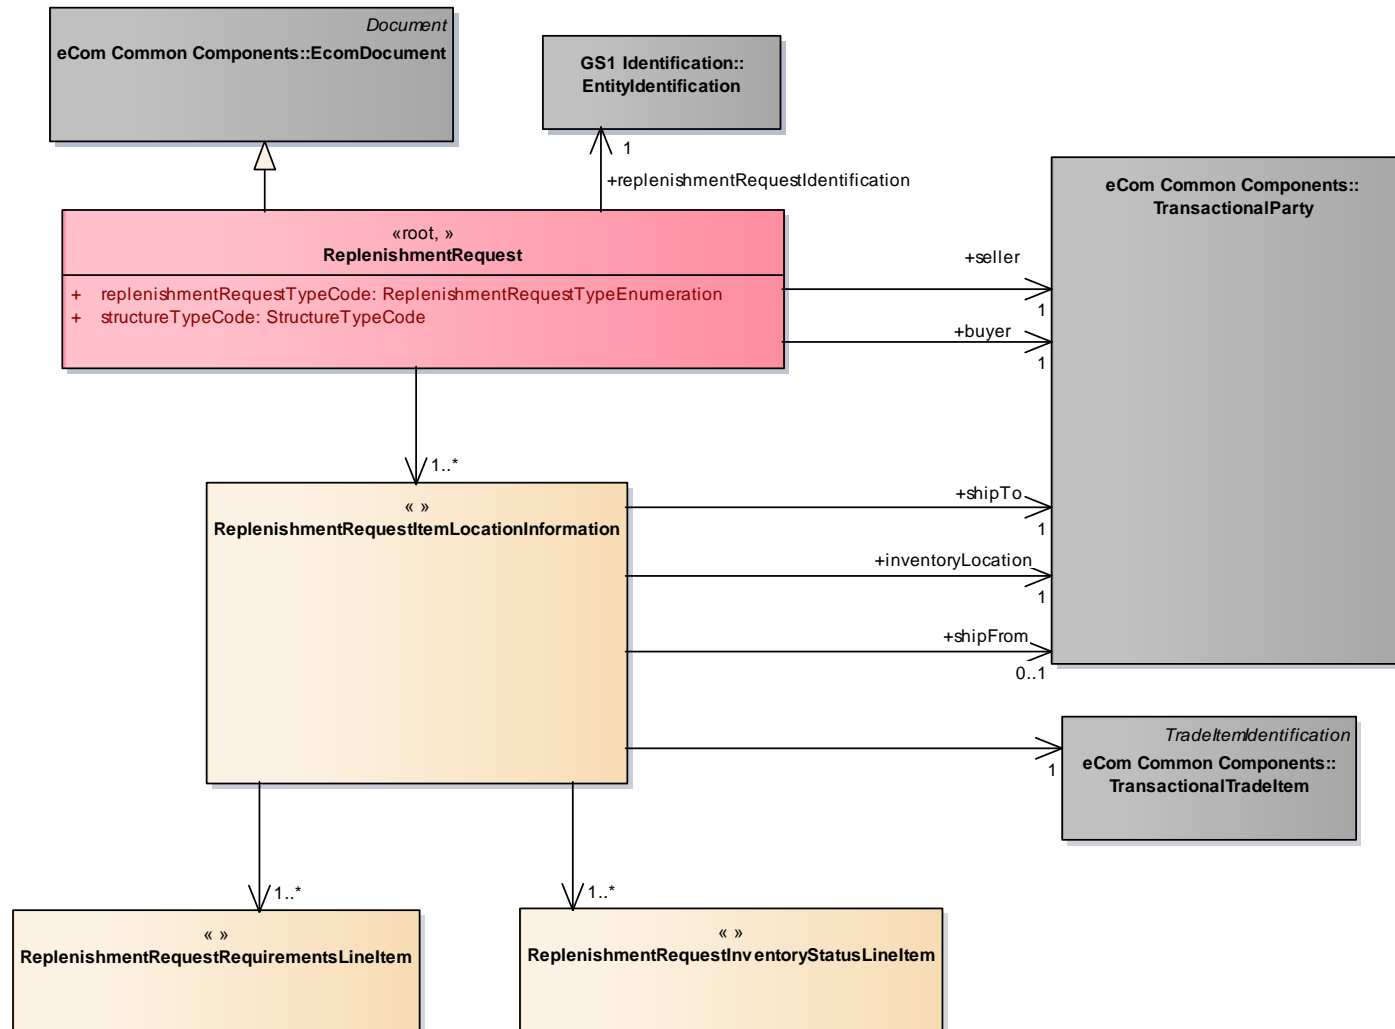 Document
eCom Common Components::EcomDocument
GS1 Identification::
EntityIdentification
1
+replenishmentRequestIdentification
eCom Common Components::
TransactionalParty
«root, »
ReplenishmentRequest
+ replenishmentRequestTypeCode: ReplenishmentRequestTypeEnumeration
+ structureTypeCode: StructureTypeCode
+seller
1
+buyer
1
1..*
« »
ReplenishmentRequestItemLocationInformation
+shipTo
1
+inventoryLocation
1
+shipFrom
0..1
1
TradeItemIdentification
eCom Common Components::
TransactionalTradeItem
1..*
1..*
« »
ReplenishmentRequestRequirementsLineItem
« »
ReplenishmentRequestInventoryStatusLineItem